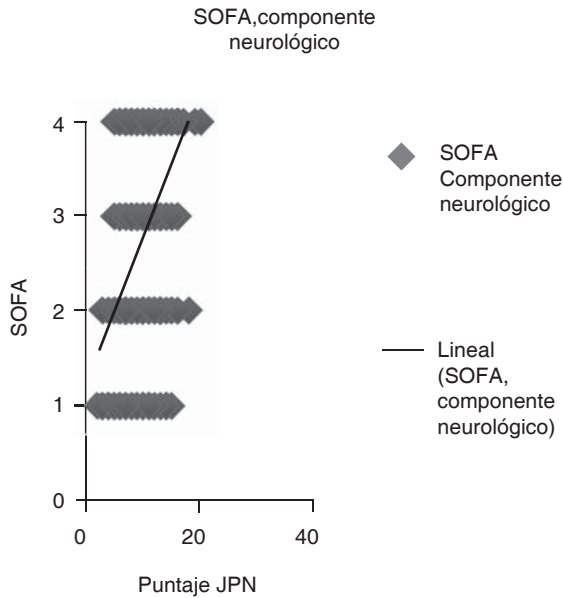 SOFA,componente
neurológico
4
3
2
1
0
SOFA
0
20
40
Puntaje JPN
SOFA
Componente
neurológico
Lineal
(SOFA,
componente
neurológico)